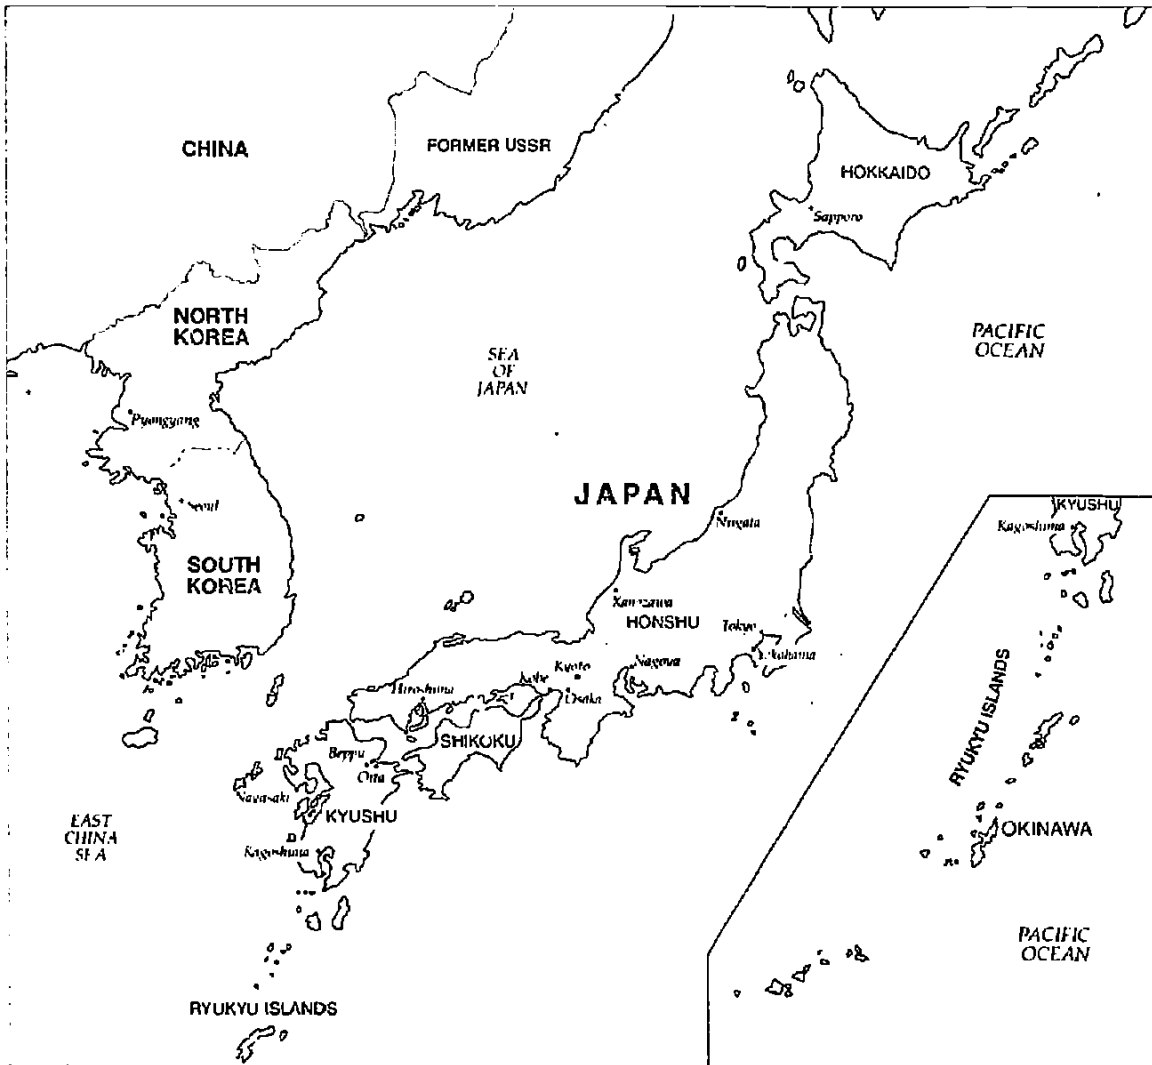 CHINA
FORMER USSR
HOKKAIDO
Sapporo
NORTH
KOREA
SEA
OF
JAPAN
PACIFIC
OCEAN
Pyongyang
JAPAN
Seoul
Niigata
KYUSHU
Kagoshima
SOUTH
KOREA
Kanazawa
HONSHU
Tokyo
Yokohama
Nagoya
Kyoto
Kobe
Osaka
Hiroshima
SHIKOKU
RYUKYU ISLANDS
Beppu
Oita
Nagasaki
KYUSHU
EAST
CHINA
SEA
OKINAWA
Kagoshima
PACIFIC
OCEAN
RYUKYU ISLANDS